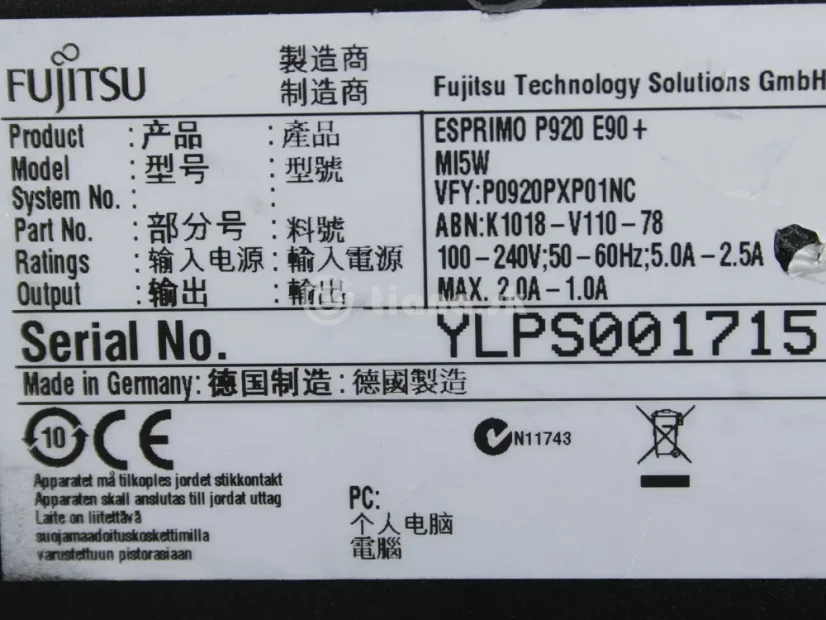 FUJITSU
製造商
制造商
Fujitsu Technology Solutions GmbH
Product : 产品 : 產品 ESPRIMO P920 E90+
Model : 型号 : 型號 MI5W
System No. : : VFY:P0920PXP01NC
Part No. : 部分号 : 料號 ABN:K1018-V110-78
Ratings : 输入电源 : 輸入電源 100-240V;50-60Hz;5.0A-2.5A
Output : 输出 : 輸出 MAX. 2.0A-1.0A
Serial No. YLPS001715
Made in Germany: 德国制造: 德國製造
10 CE N11743
Apparatet må tilkoples jordet stikkontakt
Apparaten skall anslutas till jordat uttag
Laite on liitettävä
suojamaadoituskoskettimilla
varustettuun pistorasiaan
PC:
个人电脑
電腦